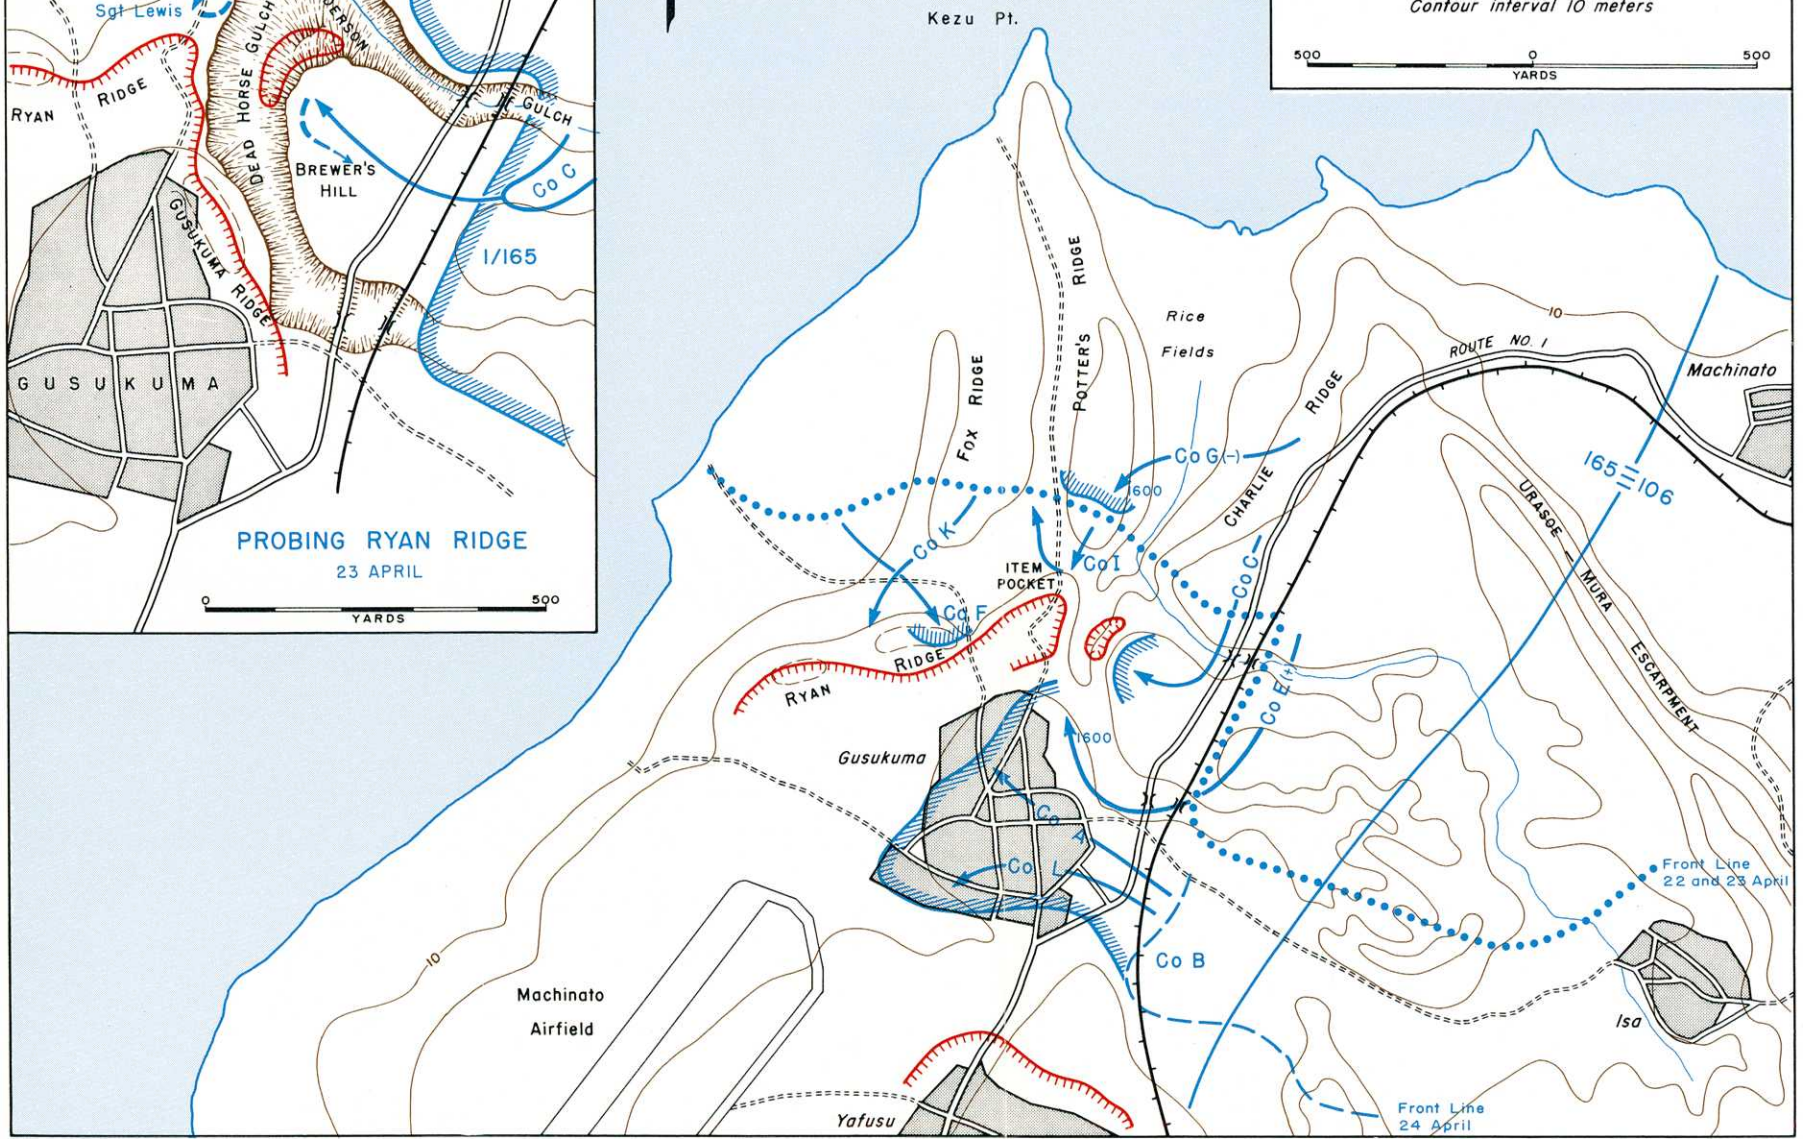 Sgt Lewis
RYAN RIDGE
DEAD HORSE GULCH
GULCH
BREWER'S
HILL
Co C
1/165
GUSUKUMA RIDGE
GUSUKUMA
PROBING RYAN RIDGE
23 APRIL
0 500
YARDS
Kezu Pt.
Contour interval 10 meters
500 0 500
YARDS
Rice
Fields
POTTER'S RIDGE
FOX RIDGE
CHARLIE RIDGE
ROUTE NO. 1
10
Machinato
165
106
URASOE - MURA ESCARPMENT
Co G(-)
1600
Co K
Co I
ITEM
POCKET
Co C
Co F
RYAN RIDGE
Co E(+)
1600
Gusukuma
Co A
Co L
Co B
Front Line
22 and 23 April
Isa
10
Machinato
Airfield
Yafusu
Front Line
24 April